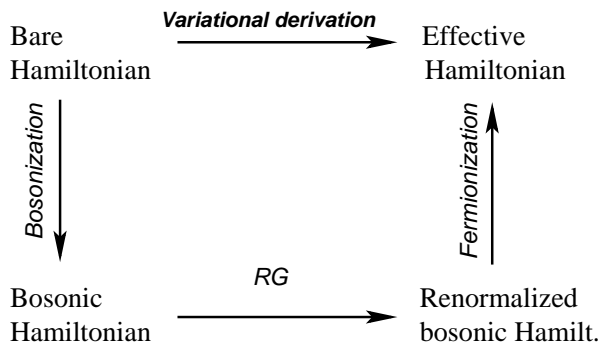 Variational derivation
Bare
Hamiltonian
Effective
Hamiltonian
Bosonization
Fermionization
RG
Bosonic
Hamiltonian
Renormalized
bosonic Hamilt.